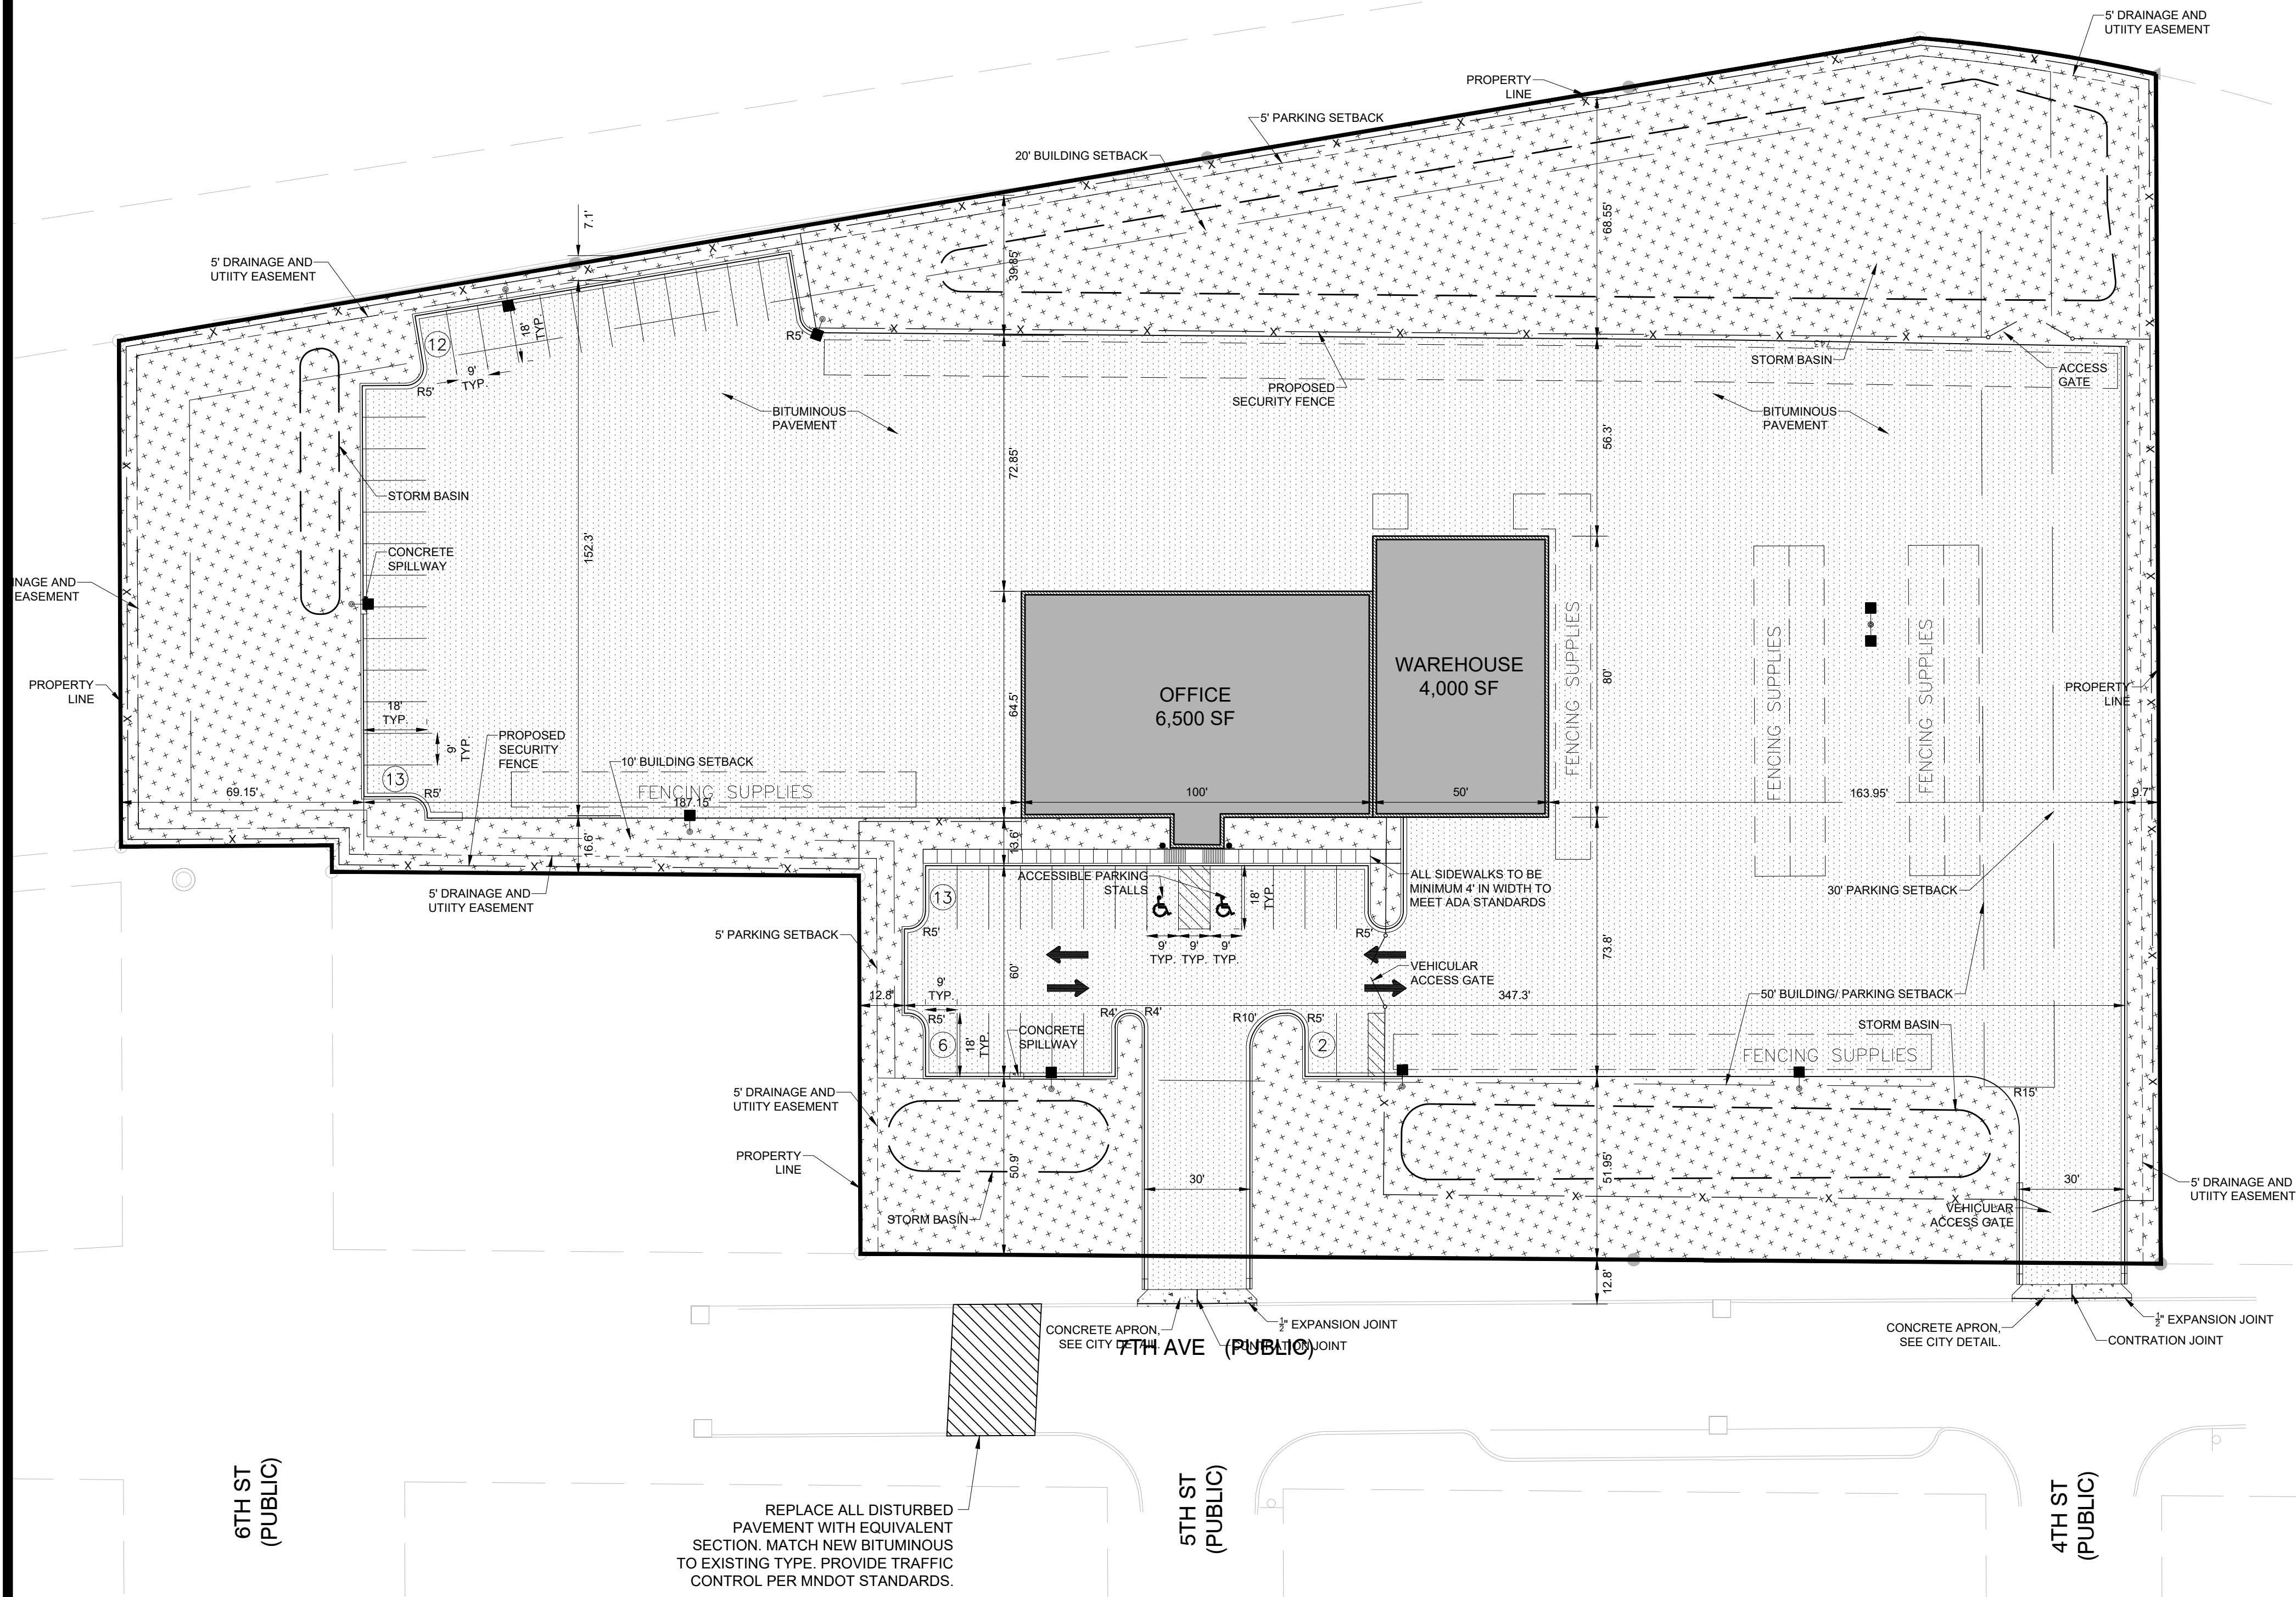 5' DRAINAGE AND
UTIITY EASEMENT
PROPERTY
LINE
5' PARKING SETBACK
20' BUILDING SETBACK
7.1'
68.55'
39.85'
5' DRAINAGE AND
UTIITY EASEMENT
12
18'
TYP.
9'
TYP.
R5'
R5'
STORM BASIN
ACCESS
GATE
PROPOSED
SECURITY FENCE
BITUMINOUS
PAVEMENT
BITUMINOUS
PAVEMENT
72.85'
56.3'
STORM BASIN
152.3'
CONCRETE
SPILLWAY
INAGE AND
EASEMENT
WAREHOUSE
4,000 SF
OFFICE
6,500 SF
64.5'
80'
FENCING SUPPLIES
FENCING SUPPLIES
FENCING SUPPLIES
PROPERTY
LINE
PROPERTY
LINE
18'
TYP.
9'
TYP.
PROPOSED
SECURITY
FENCE
10' BUILDING SETBACK
13
R5'
FENCING SUPPLIES
69.15'
187.15'
100'
50'
163.95'
9.7'
16.6'
13.6'
5' DRAINAGE AND
UTIITY EASEMENT
ACCESSIBLE PARKING
STALLS
18'
TYP.
ALL SIDEWALKS TO BE
MINIMUM 4' IN WIDTH TO
MEET ADA STANDARDS
30' PARKING SETBACK
13
R5'
R5'
5' PARKING SETBACK
9'
TYP.
9'
TYP.
9'
TYP.
73.8'
60'
VEHICULAR
ACCESS GATE
12.8'
9'
TYP.
347.3'
50' BUILDING/ PARKING SETBACK
R5'
R4'
R4'
R10'
R5'
6
18'
TYP.
CONCRETE
SPILLWAY
2
STORM BASIN
FENCING SUPPLIES
5' DRAINAGE AND
UTIITY EASEMENT
R15'
PROPERTY
LINE
50.9'
51.95'
30'
30'
5' DRAINAGE AND
UTIITY EASEMENT
STORM BASIN
VEHICULAR
ACCESS GATE
12.8'
CONCRETE APRON,
SEE CITY DETAIL.
½" EXPANSION JOINT
CONTRATION JOINT
7TH AVE (PUBLIC)
CONCRETE APRON,
SEE CITY DETAIL.
½" EXPANSION JOINT
CONTRATION JOINT
6TH ST
(PUBLIC)
5TH ST
(PUBLIC)
4TH ST
(PUBLIC)
REPLACE ALL DISTURBED
PAVEMENT WITH EQUIVALENT
SECTION. MATCH NEW BITUMINOUS
TO EXISTING TYPE. PROVIDE TRAFFIC
CONTROL PER MNDOT STANDARDS.